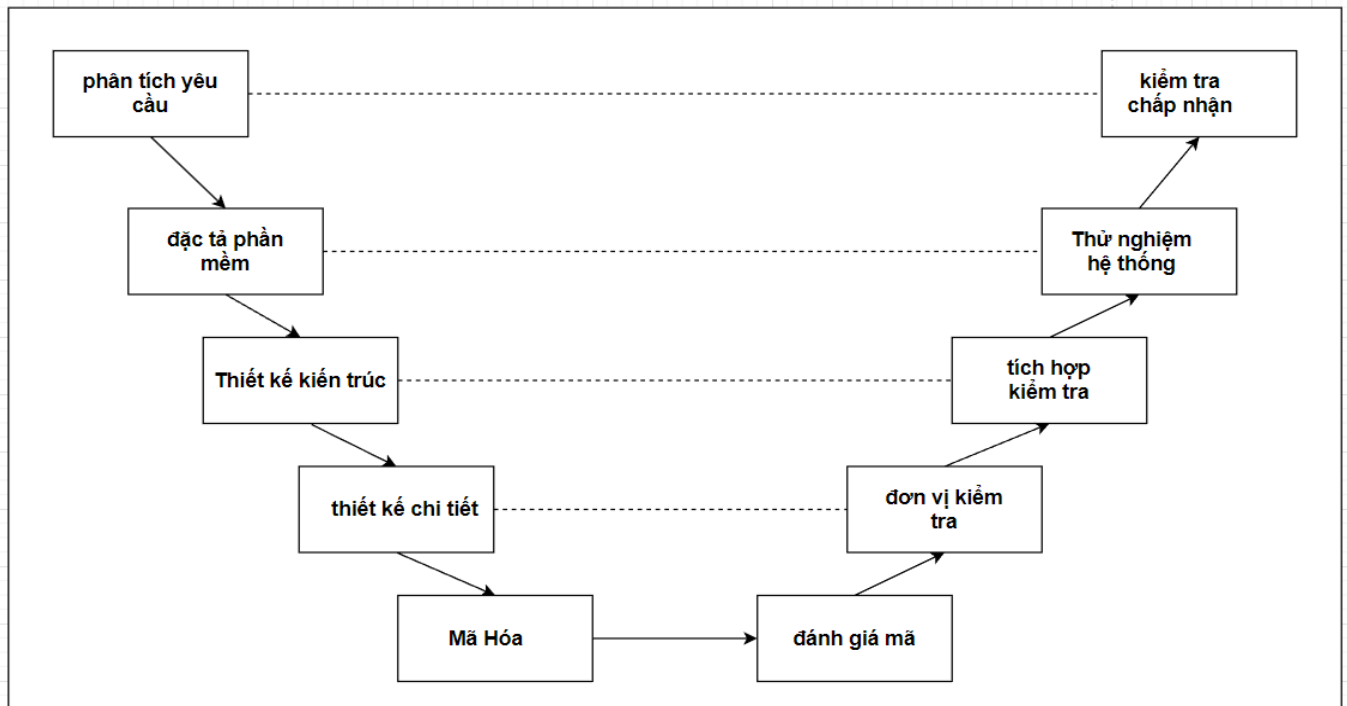 phân tích yêu
cầu
kiểm tra
chấp nhận
đặc tả phần
mềm
Thử nghiệm
hệ thống
Thiết kế kiến trúc
tích hợp
kiểm tra
thiết kế chi tiết
đơn vị kiểm
tra
Mã Hóa
đánh giá mã